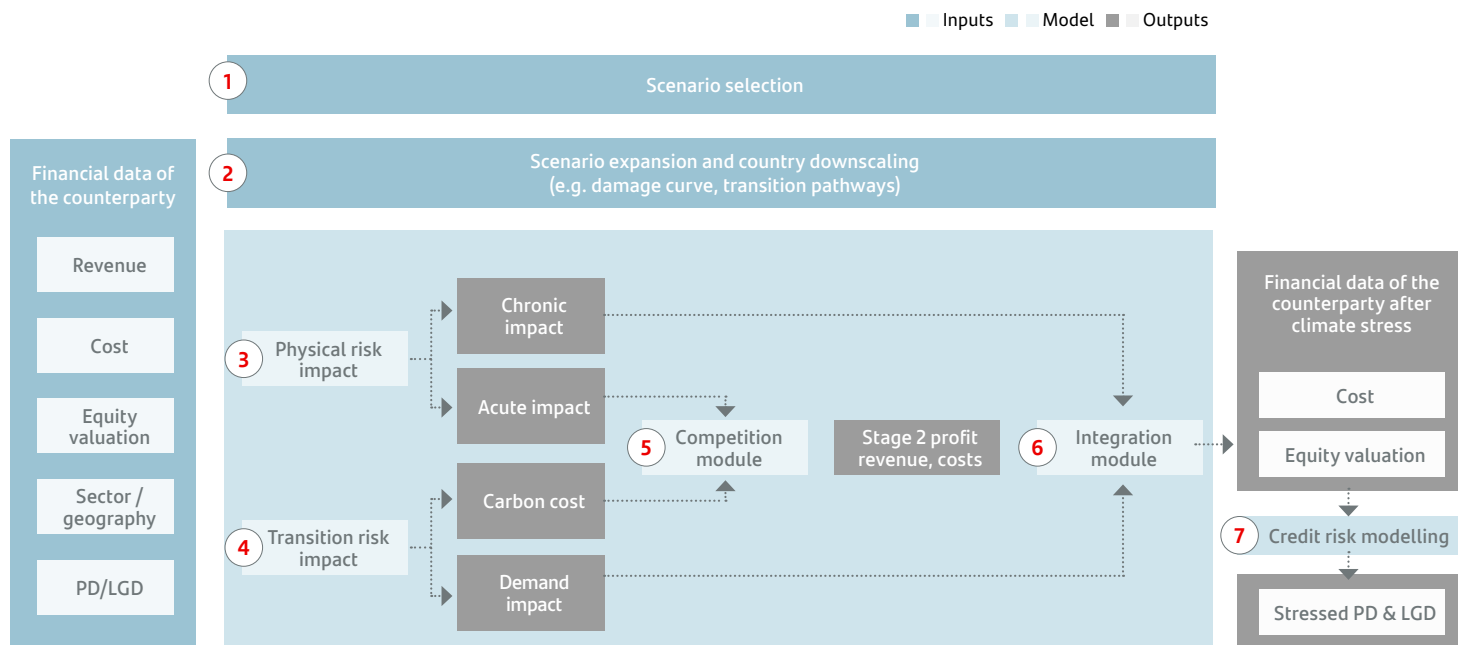 Inputs
Model
Outputs
1
Scenario selection
2
Scenario expansion and country downscaling
(e.g. damage curve, transition pathways)
Financial data of
the counterparty
Revenue
Cost
Equity
valuation
Sector /
geography
PD/LGD
3
Physical risk
impact
4
Transition risk
impact
Chronic
impact
Acute impact
Carbon cost
Demand
impact
5
Competition
module
Stage 2 profit
revenue, costs
6
Integration
module
Financial data of the
counterparty after
climate stress
Cost
Equity valuation
7
Credit risk modelling
Stressed PD & LGD